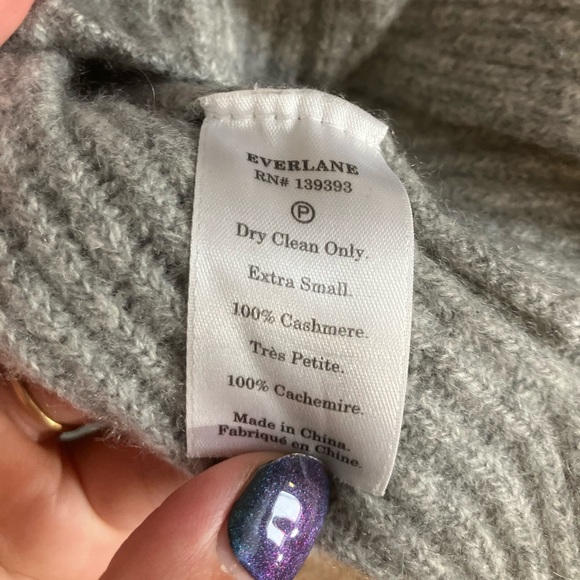 EVERLANE
RN# 139393
Ⓟ
Dry Clean Only.
Extra Small.
100% Cashmere.
Très Petite.
100% Cachemire.
Made in China.
Fabriqué en Chine.